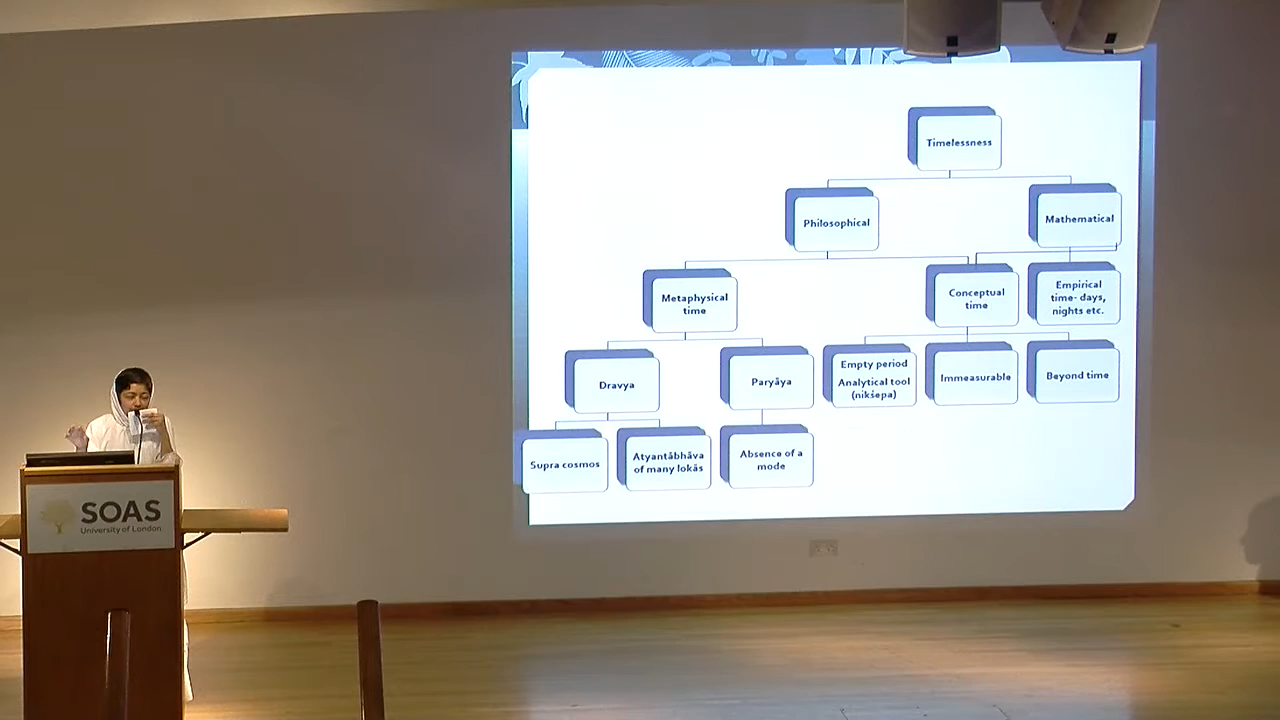 Timelessness
Philosophical
Mathematical
Metaphysical
time
Conceptual
time
Empirical
time- days,
nights etc.
Dravya
Paryāya
Empty period
Analytical tool
(nikśepa)
Immeasurable
Beyond time
Supra cosmos
Atyantābhāva
of many lokās
Absence of a
mode
SOAS
University of London